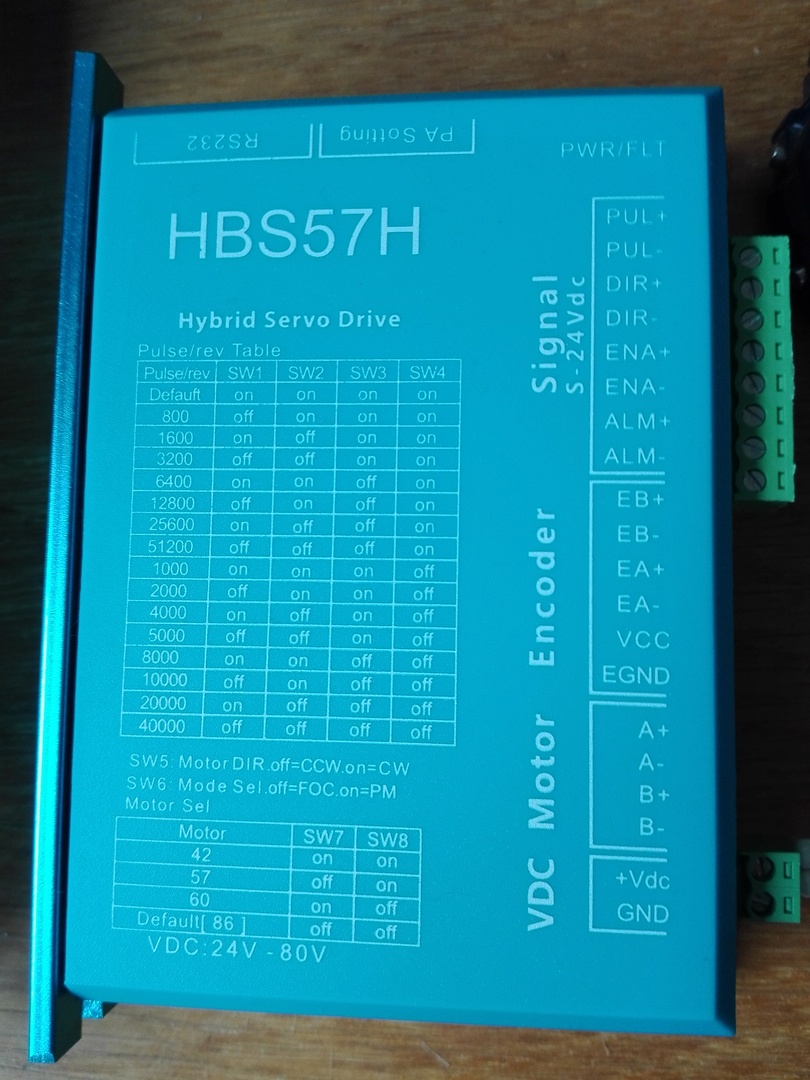 RS232
PA Sotting
PWR/FLT
HBS57H
Hybrid Servo Drive
Pulse/rev Table
Pulse/rev SW1 SW2 SW3 SW4
Defauft on on on on
800 off on on on
1600 on off on on
3200 off off on on
6400 on on off on
12800 off on off on
25600 on off off on
51200 off off off on
1000 on on on off
2000 off on on off
4000 on off on off
5000 off off on off
8000 on on off off
10000 off on off off
20000 on off off off
40000 off off off off
SW5: Motor DIR.off=CCW.on=CW
SW6: Mode Sel.off=FOC.on=PM
Motor Sel
Motor SW7 SW8
42 on on
57 off on
60 on off
Default[ 86 ] off off
VDC:24V - 80V
Signal
S-24Vdc
PUL+
PUL-
DIR+
DIR-
ENA+
ENA-
ALM+
ALM-
Encoder
EB+
EB-
EA+
EA-
VCC
EGND
Motor
A+
A-
B+
B-
VDC
+Vdc
GND